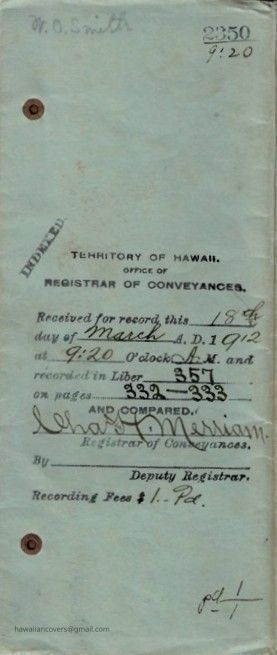 W. O. Smith
2350
9:20
INDEXED
TERRITORY OF HAWAII.
OFFICE OF
REGISTRAR OF CONVEYANCES.
Received for record, this 18th
day of March A. D. 1912
at 9:20 O'clock A. M. and
recorded in Liber 357
on pages 332-333
AND COMPARED.
Chas. H. Merriam
Registrar of Conveyances.
By
Deputy Registrar.
Recording Fees $1- Pd.
pd 1/1
hawaiiancovers@gmail.com